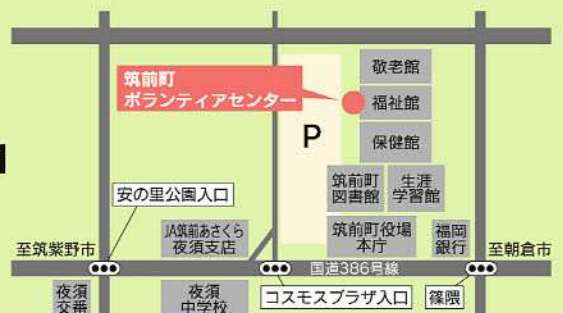 敬老館
筑前町
ボランティアセンター
福祉館
P
保健館
筑前町
図書館
生涯
学習館
安の里公園入口
JA筑前あさくら
夜須支店
筑前町役場
本庁
福岡
銀行
至筑紫野市
至朝倉市
国道386号線
夜須
交番
夜須
中学校
コスモスプラザ入口
篠隈